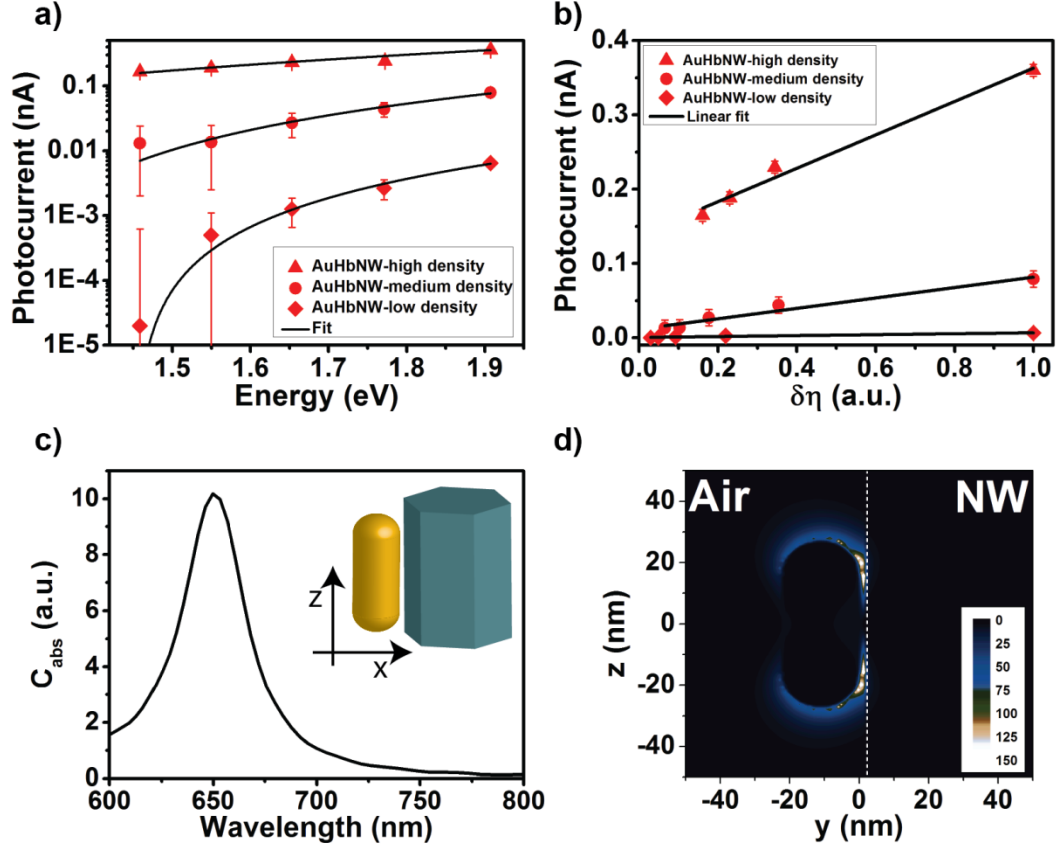 a)
Photocurrent (nA)
0.1
0.01
1E-3
1E-4
1E-5
AuHbNW-high density
AuHbNW-medium density
AuHbNW-low density
Fit
1.5 1.6 1.7 1.8 1.9
Energy (eV)
b)
Photocurrent (nA)
0.4
0.3
0.2
0.1
0.0
AuHbNW-high density
AuHbNW-medium density
AuHbNW-low density
Linear fit
0.0 0.2 0.4 0.6 0.8 1.0
δη (a.u.)
c)
C_abs (a.u.)
10
8
6
4
2
0
z
x
600 650 700 750 800
Wavelength (nm)
d)
z (nm)
40
20
0
-20
-40
Air NW
0
25
50
75
100
125
150
-40 -20 0 20 40
y (nm)